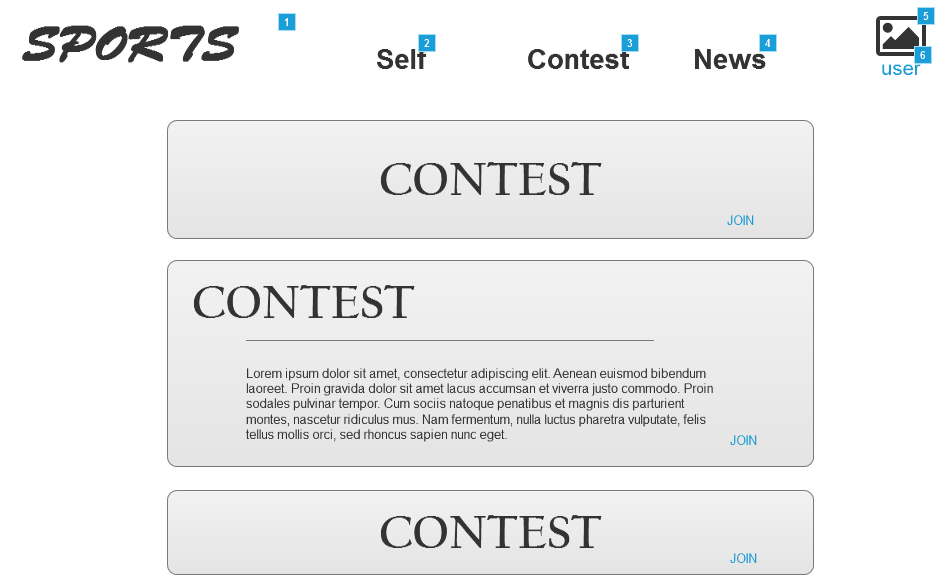 SPORTS
1
Self
2
Contest
3
News
4
5
6
user
CONTEST
JOIN
CONTEST
Lorem ipsum dolor sit amet, consectetur adipiscing elit. Aenean euismod bibendum
laoreet. Proin gravida dolor sit amet lacus accumsan et viverra justo commodo. Proin
sodales pulvinar tempor. Cum sociis natoque penatibus et magnis dis parturient
montes, nascetur ridiculus mus. Nam fermentum, nulla luctus pharetra vulputate, felis
tellus mollis orci, sed rhoncus sapien nunc eget.
JOIN
CONTEST
JOIN